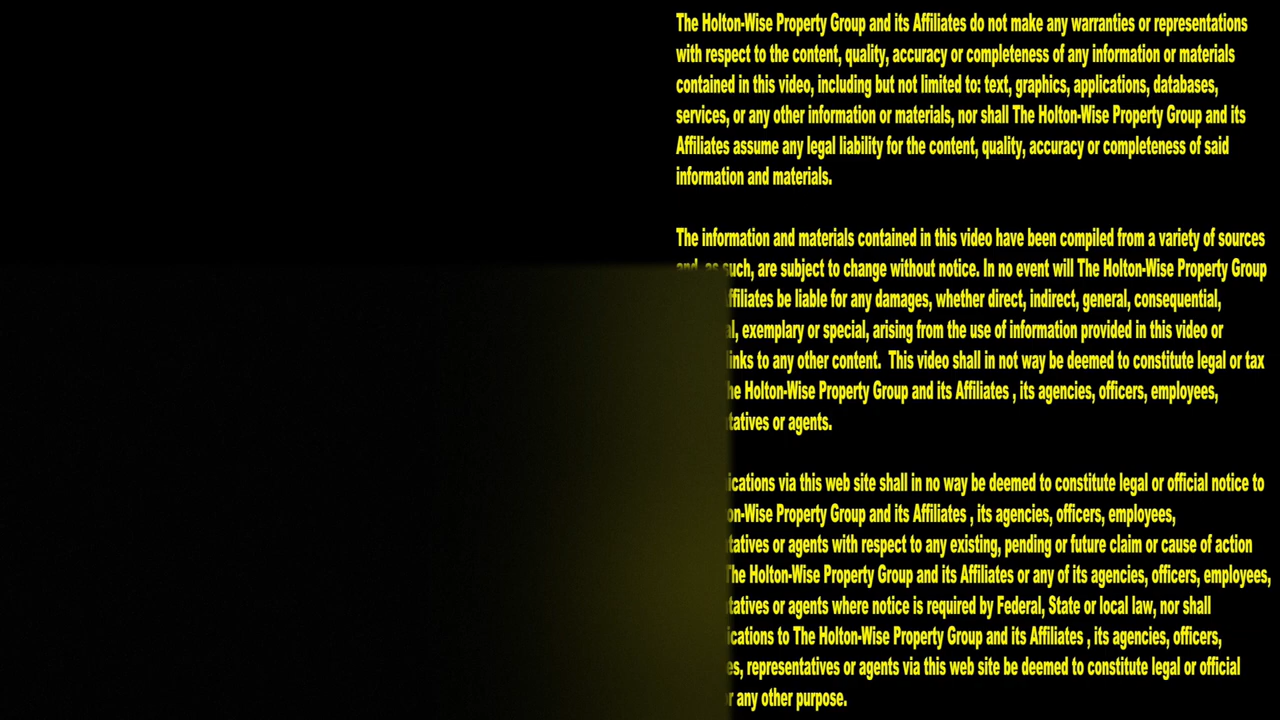 The Holton-Wise Property Group and its Affiliates do not make any warranties or representations
with respect to the content, quality, accuracy or completeness of any information or materials
contained in this video, including but not limited to: text, graphics, applications, databases,
services, or any other information or materials, nor shall The Holton-Wise Property Group and its
Affiliates assume any legal liability for the content, quality, accuracy or completeness of said
information and materials.
The information and materials contained in this video have been compiled from a variety of sources
and, as such, are subject to change without notice. In no event will The Holton-Wise Property Group
be liable for any damages, whether direct, indirect, general, consequential,
exemplary or special, arising from the use of information provided in this video or
to any other content. This video shall in not way be deemed to constitute legal or tax
Holton-Wise Property Group and its Affiliates , its agencies, officers, employees,
or agents.
via this web site shall in no way be deemed to constitute legal or official notice to
Property Group and its Affiliates , its agencies, officers, employees,
or agents with respect to any existing, pending or future claim or cause of action
The Holton-Wise Property Group and its Affiliates or any of its agencies, officers, employees,
or agents where notice is required by Federal, State or local law, nor shall
to The Holton-Wise Property Group and its Affiliates , its agencies, officers,
representatives or agents via this web site be deemed to constitute legal or official
any other purpose.